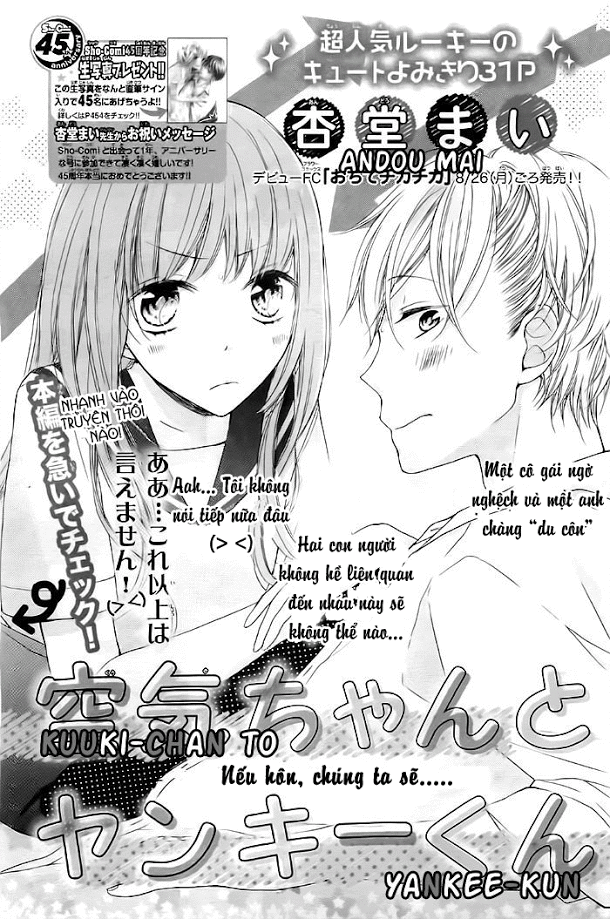 Sho-Comi
45th
anniversary
Sho-Comi45周年記念
生写真プレゼント!!
この生写真をなんと直筆サイン
入りで45名にあげちゃうよ!!
詳しくはP454をチェック!!
杏堂まい先生からお祝いメッセージ
Sho-Comiと出会って1年、アニバーサリー
な号に参加できて凄く凄く嬉しいです!
45周年本当におめでとうございます!!
超人気ルーキーの
キュートよみきり31P
杏堂まい
ANDOU MAI
デビューFC「おちてチカチカ」8/26(月)ごろ発売!!
本編を急いでチェック!
NHANH VÀO
TRUYỆN THÔI
NÀO!
ああ…これ以上は
言えません!
(><)
Aah... Tôi không
nói tiếp nữa đâu
(> <)
Một cô gái ngờ
nghệch và một anh
chàng “du côn”
Hai con người
không hề liên quan
đến nhau này sẽ
không thể nào...
空気ちゃんと
KUUKI-CHAN TO
Nếu hôn, chúng ta sẽ.....
ヤンキーくん
YANKEE-KUN